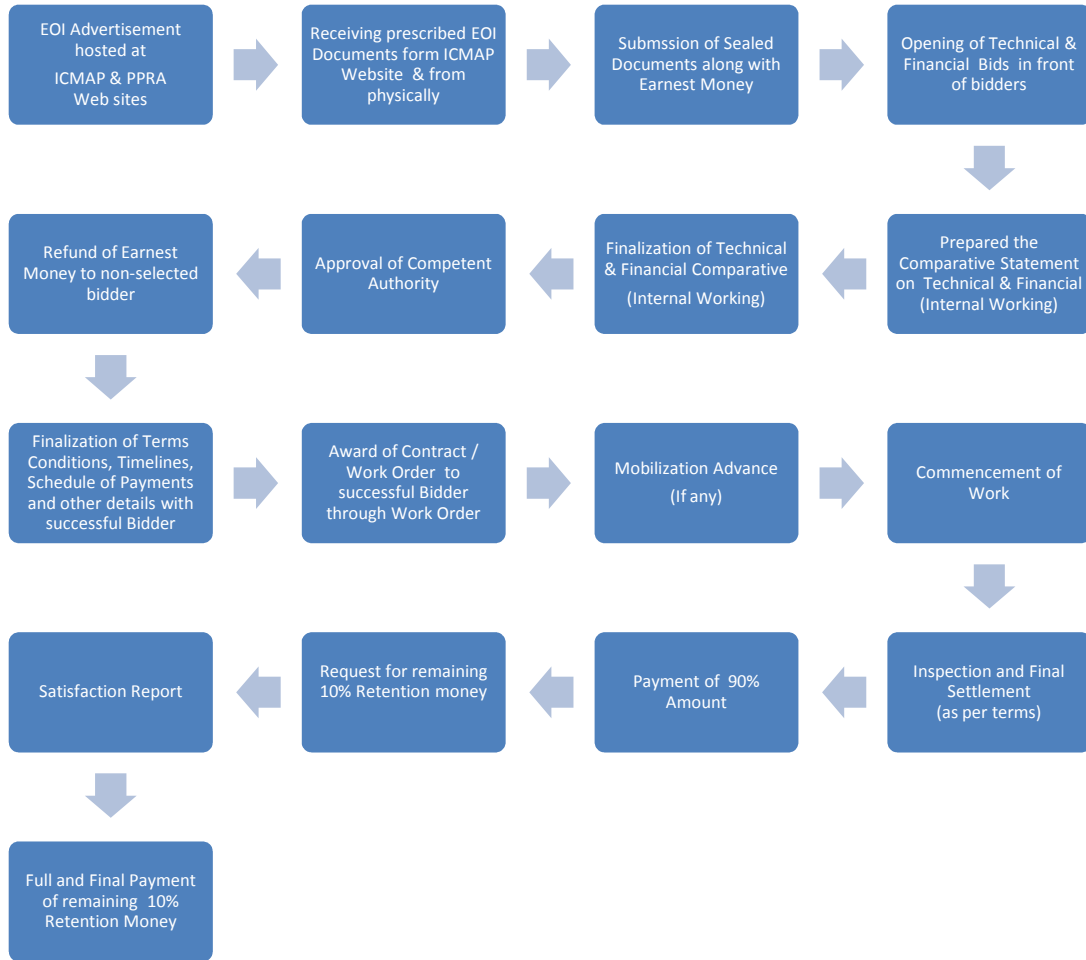 EOI Advertisement
hosted at
ICMAP & PPRA
Web sites
Receiving prescribed EOI
Documents form ICMAP
Website & from
physically
Submssion of Sealed
Documents along with
Earnest Money
Opening of Technical &
Financial Bids in front
of bidders
Prepared the
Comparative Statement
on Technical & Financial
(Internal Working)
Finalization of Technical
& Financial Comparative
(Internal Working)
Approval of Competent
Authority
Refund of Earnest
Money to non-selected
bidder
Finalization of Terms
Conditions, Timelines,
Schedule of Payments
and other details with
successful Bidder
Award of Contract /
Work Order to
successful Bidder
through Work Order
Mobilization Advance
(If any)
Commencement of
Work
Inspection and Final
Settlement
(as per terms)
Payment of 90%
Amount
Request for remaining
10% Retention money
Satisfaction Report
Full and Final Payment
of remaining 10%
Retention Money